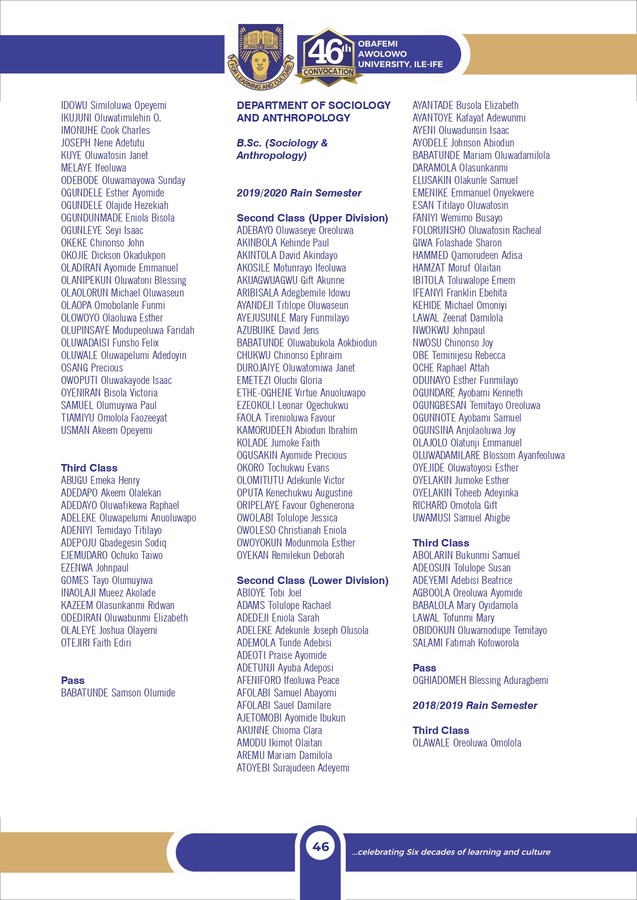 46th
CONVOCATION
FOR LEARNING AND CULTURE
OBAFEMI
AWOLOWO
UNIVERSITY, ILE-IFE
IDOWU Similoluwa Opeyemi
IKUJUNI Oluwatimilehin O.
IMONUHE Cook Charles
JOSEPH Nene Adetutu
KUYE Oluwatosin Janet
MELAYE Ifeoluwa
ODEBODE Oluwamayowa Sunday
OGUNDELE Esther Ayomide
OGUNDELE Olajide Hezekiah
OGUNDUNMADE Eniola Bisola
OGUNLEYE Seyi Isaac
OKEKE Chinonso John
OKOJIE Dickson Okadukpon
OLADIRAN Ayomide Emmanuel
OLANIPEKUN Oluwatoni Blessing
OLAOLORUN Michael Oluwaseun
OLAOPA Omobolanle Funmi
OLOWOYO Olaoluwa Esther
OLUPINSAYE Modupeoluwa Faridah
OLUWADAISI Funsho Felix
OLUWALE Oluwapelumi Adedoyin
OSANG Precious
OWOPUTI Oluwakayode Isaac
OYENIRAN Bisola Victoria
SAMUEL Olumuyiwa Paul
TIAMIYU Omolola Faozeeyat
USMAN Akeem Opeyemi
Third Class
ABUGU Emeka Henry
ADEDAPO Akeem Olalekan
ADEDAYO Oluwafikewa Raphael
ADELEKE Oluwapelumi Anuoluwapo
ADENIYI Temidayo Titilayo
ADEPOJU Gbadegesin Sodiq
EJEMUDARO Ochuko Taiwo
EZENWA Johnpaul
GOMES Tayo Olumuyiwa
INAOLAJI Mueez Akolade
KAZEEM Olasunkanmi Ridwan
ODEDIRAN Oluwabunmi Elizabeth
OLALEYE Joshua Olayemi
OTEJIRI Faith Ediri
Pass
BABATUNDE Samson Olumide
DEPARTMENT OF SOCIOLOGY
AND ANTHROPOLOGY
B.Sc. (Sociology &
Anthropology)
2019/2020 Rain Semester
Second Class (Upper Division)
ADEBAYO Oluwaseye Oreoluwa
AKINBOLA Kehinde Paul
AKINTOLA David Akindayo
AKOSILE Motunrayo Ifeoluwa
AKUAGWUAGWU Gift Akunne
ARIBISALA Adegbemile Idowu
AYANDEJI Titilope Oluwaseun
AYEJUSUNLE Mary Funmilayo
AZUBUIKE David Jens
BABATUNDE Oluwabukola Aokbiodun
CHUKWU Chinonso Ephraim
DUROJAIYE Oluwatomiwa Janet
EMETEZI Oluchi Gloria
ETHE-OGHENE Virtue Anuoluwapo
EZEOKOLI Leonar Ogechukwu
FAOLA Tirenioluwa Favour
KAMORUDEEN Abiodun Ibrahim
KOLADE Jumoke Faith
OGUSAKIN Ayomide Precious
OKORO Tochukwu Evans
OLOMITUTU Adekunle Victor
OPUTA Kenechukwu Augustine
ORIPELAYE Favour Oghenerona
OWOLABI Tolulope Jessica
OWOLESO Christianah Eniola
OWOYOKUN Modunmola Esther
OYEKAN Remilekun Deborah
Second Class (Lower Division)
ABIOYE Tobi Joel
ADAMS Tolulope Rachael
ADEDEJI Eniola Sarah
ADELEKE Adekunle Joseph Olusola
ADEMOLA Tunde Adebisi
ADEOTI Praise Ayomide
ADETUNJI Ayuba Adeposi
AFENIFORO Ifeoluwa Peace
AFOLABI Samuel Abayomi
AFOLABI Sauel Damilare
AJETOMOBI Ayomide Ibukun
AKUNNE Chioma Clara
AMODU Ikimot Olaitan
AREMU Mariam Damilola
ATOYEBI Surajudeen Adeyemi
AYANTADE Busola Elizabeth
AYANTOYE Kafayat Adewunmi
AYENI Oluwadunsin Isaac
AYODELE Johnson Abiodun
BABATUNDE Mariam Oluwadamilola
DARAMOLA Olasunkanmi
ELUSAKIN Olakunle Samuel
EMENIKE Emmanuel Onyekwere
ESAN Titilayo Oluwatosin
FANIYI Wemimo Busayo
FOLORUNSHO Oluwatosin Racheal
GIWA Folashade Sharon
HAMMED Qamorudeen Adisa
HAMZAT Moruf Olaitan
IBITOLA Toluwalope Emem
IFEANYI Franklin Ebehita
KEHIDE Michael Omoniyi
LAWAL Zeenat Damilola
NWOKWU Johnpaul
NWOSU Chinonso Joy
OBE Teminijesu Rebecca
OCHE Raphael Attah
ODUNAYO Esther Funmilayo
OGUNDARE Ayobami Kenneth
OGUNGBESAN Temitayo Oreoluwa
OGUNNOTE Ayobami Samuel
OGUNSINA Anjolaoluwa Joy
OLAJOLO Olatunji Emmanuel
OLUWADAMILARE Blossom Ayanfeoluwa
OYEJIDE Oluwatoyosi Esther
OYELAKIN Jumoke Esther
OYELAKIN Toheeb Adeyinka
RICHARD Omotola Gift
UWAMUSI Samuel Ahigbe
Third Class
ABOLARIN Bukunmi Samuel
ADEOSUN Tolulope Susan
ADEYEMI Adebisi Beatrice
AGBOOLA Oreoluwa Ayomide
BABALOLA Mary Oyidamola
LAWAL Tofunmi Mary
OBIDOKUN Oluwamodupe Temitayo
SALAMI Fatimah Kofoworola
Pass
OGHIADOMEH Blessing Aduragbemi
2018/2019 Rain Semester
Third Class
OLAWALE Oreoluwa Omolola
46
...celebrating Six decades of learning and culture